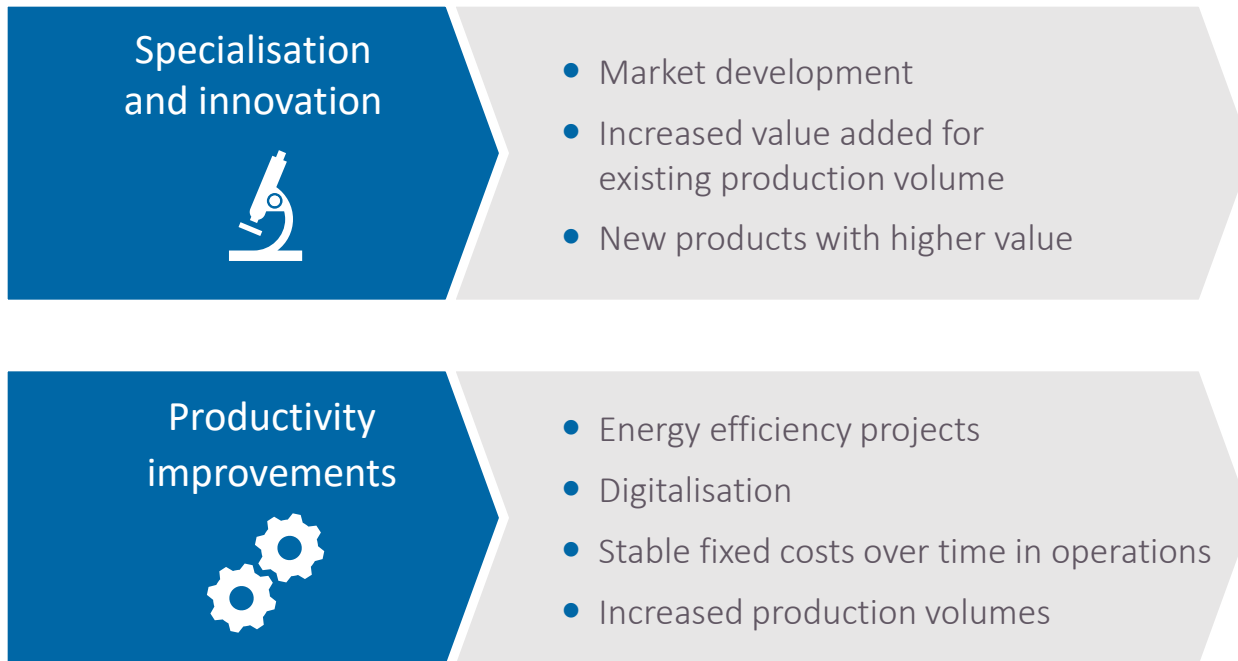 Specialisation
and innovation
• Market development
• Increased value added for
existing production volume
• New products with higher value
Productivity
improvements
• Energy efficiency projects
• Digitalisation
• Stable fixed costs over time in operations
• Increased production volumes